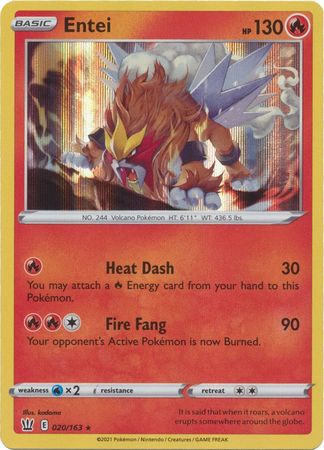 BASIC
Entei
HP 130
NO. 244 Volcano Pokémon HT: 6'11" WT: 436.5 lbs.
Heat Dash 30
You may attach a Energy card from your hand to this
Pokémon.
Fire Fang 90
Your opponent's Active Pokémon is now Burned.
weakness ×2 resistance retreat
Illus. kodama
E 020/163 ★
It is said that when it roars, a volcano
erupts somewhere around the globe.
©2021 Pokémon / Nintendo / Creatures / GAME FREAK